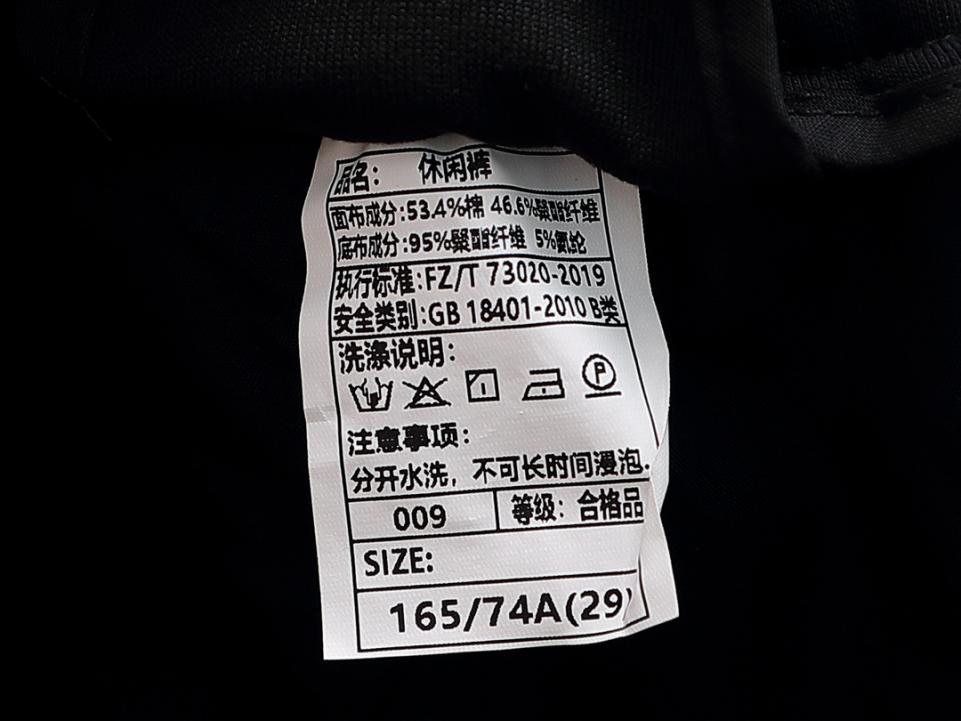 品名: 休闲裤
面布成分:53.4%棉 46.6%聚酯纤维
底布成分:95%聚酯纤维 5%氨纶
执行标准:FZ/T 73020-2019
安全类别:GB 18401-2010 B类
洗涤说明:
P
注意事项:
分开水洗, 不可长时间漫泡.
009 等级: 合格品
SIZE:
165/74A(29)